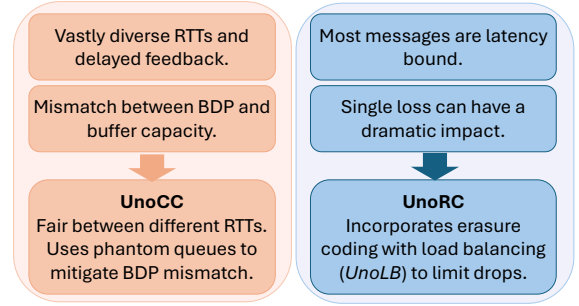 Vastly diverse RTTs and
delayed feedback.
Mismatch between BDP and
buffer capacity.
UnoCC
Fair between different RTTs.
Uses phantom queues to
mitigate BDP mismatch.
Most messages are latency
bound.
Single loss can have a
dramatic impact.
UnoRC
Incorporates erasure
coding with load balancing
(UnoLB) to limit drops.